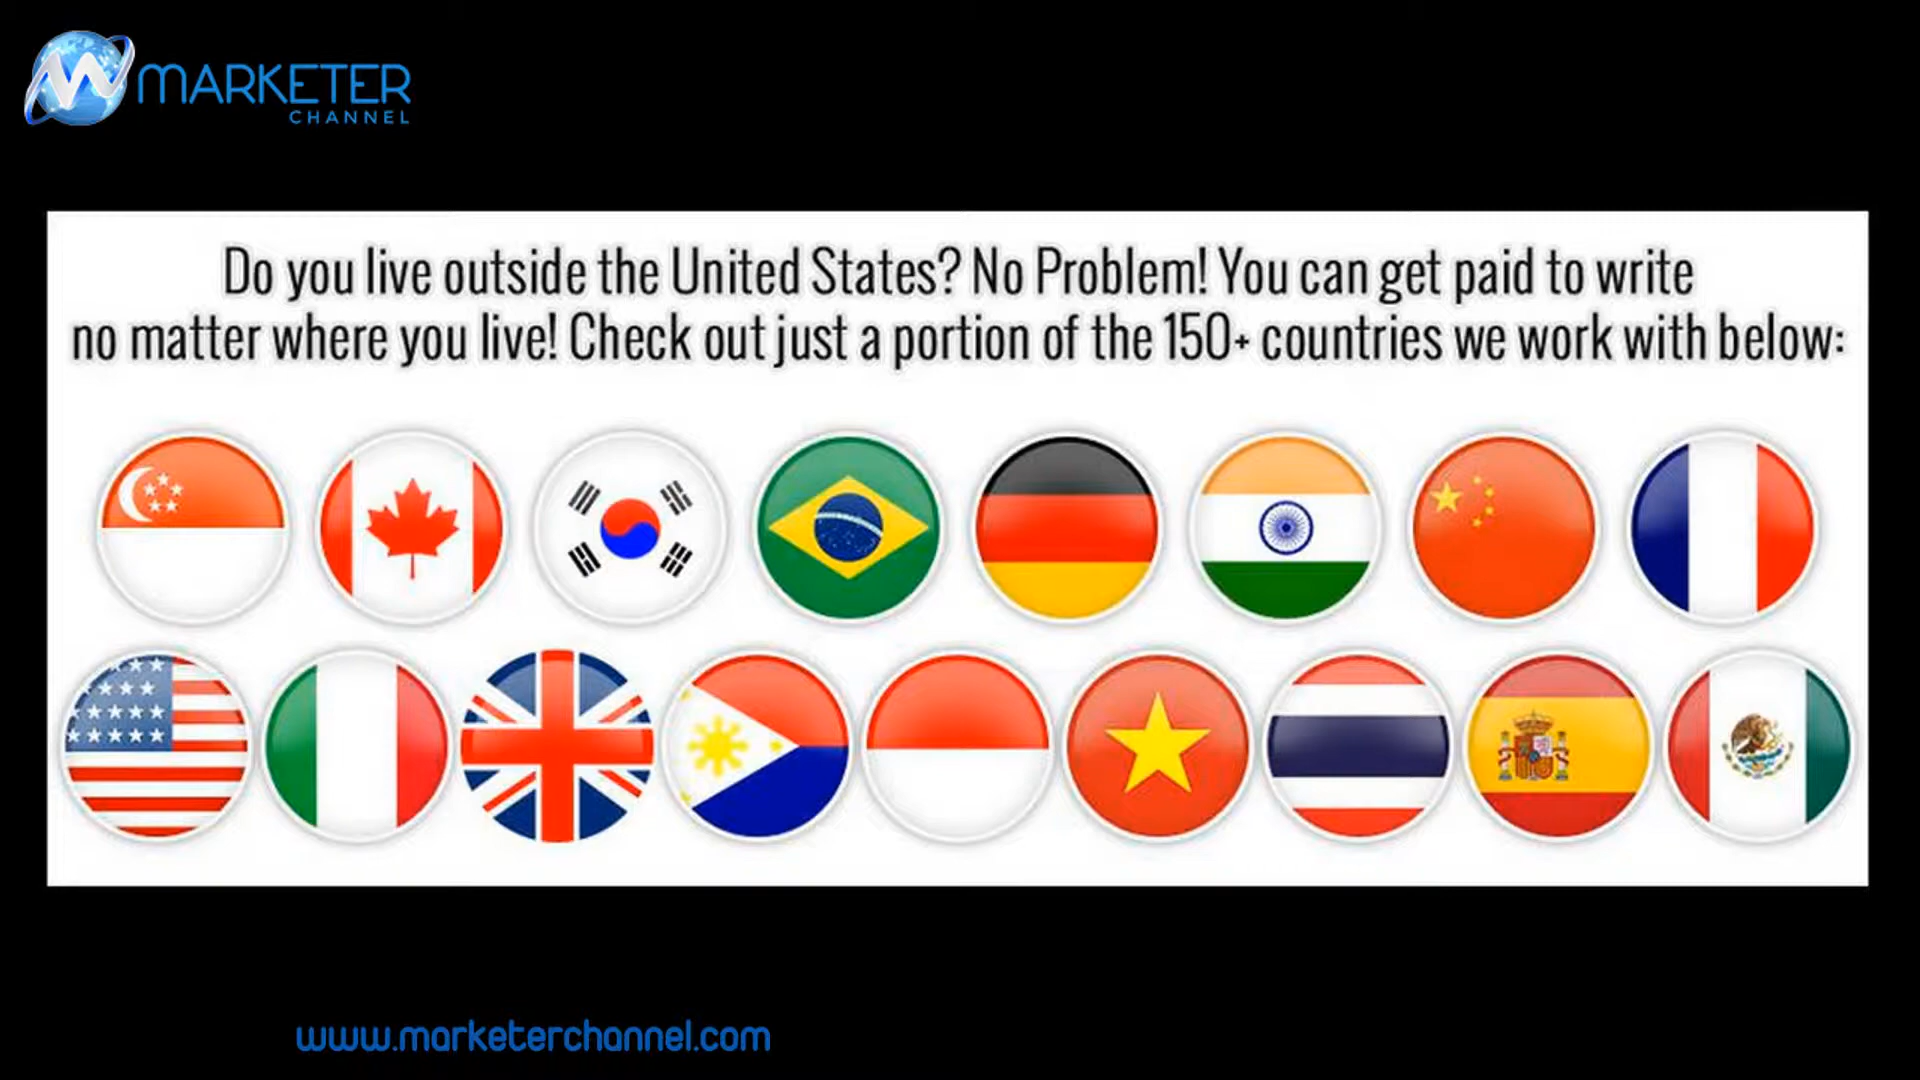 MARKETER
CHANNEL
Do you live outside the United States? No Problem! You can get paid to write
no matter where you live! Check out just a portion of the 150+ countries we work with below:
www.marketerchannel.com